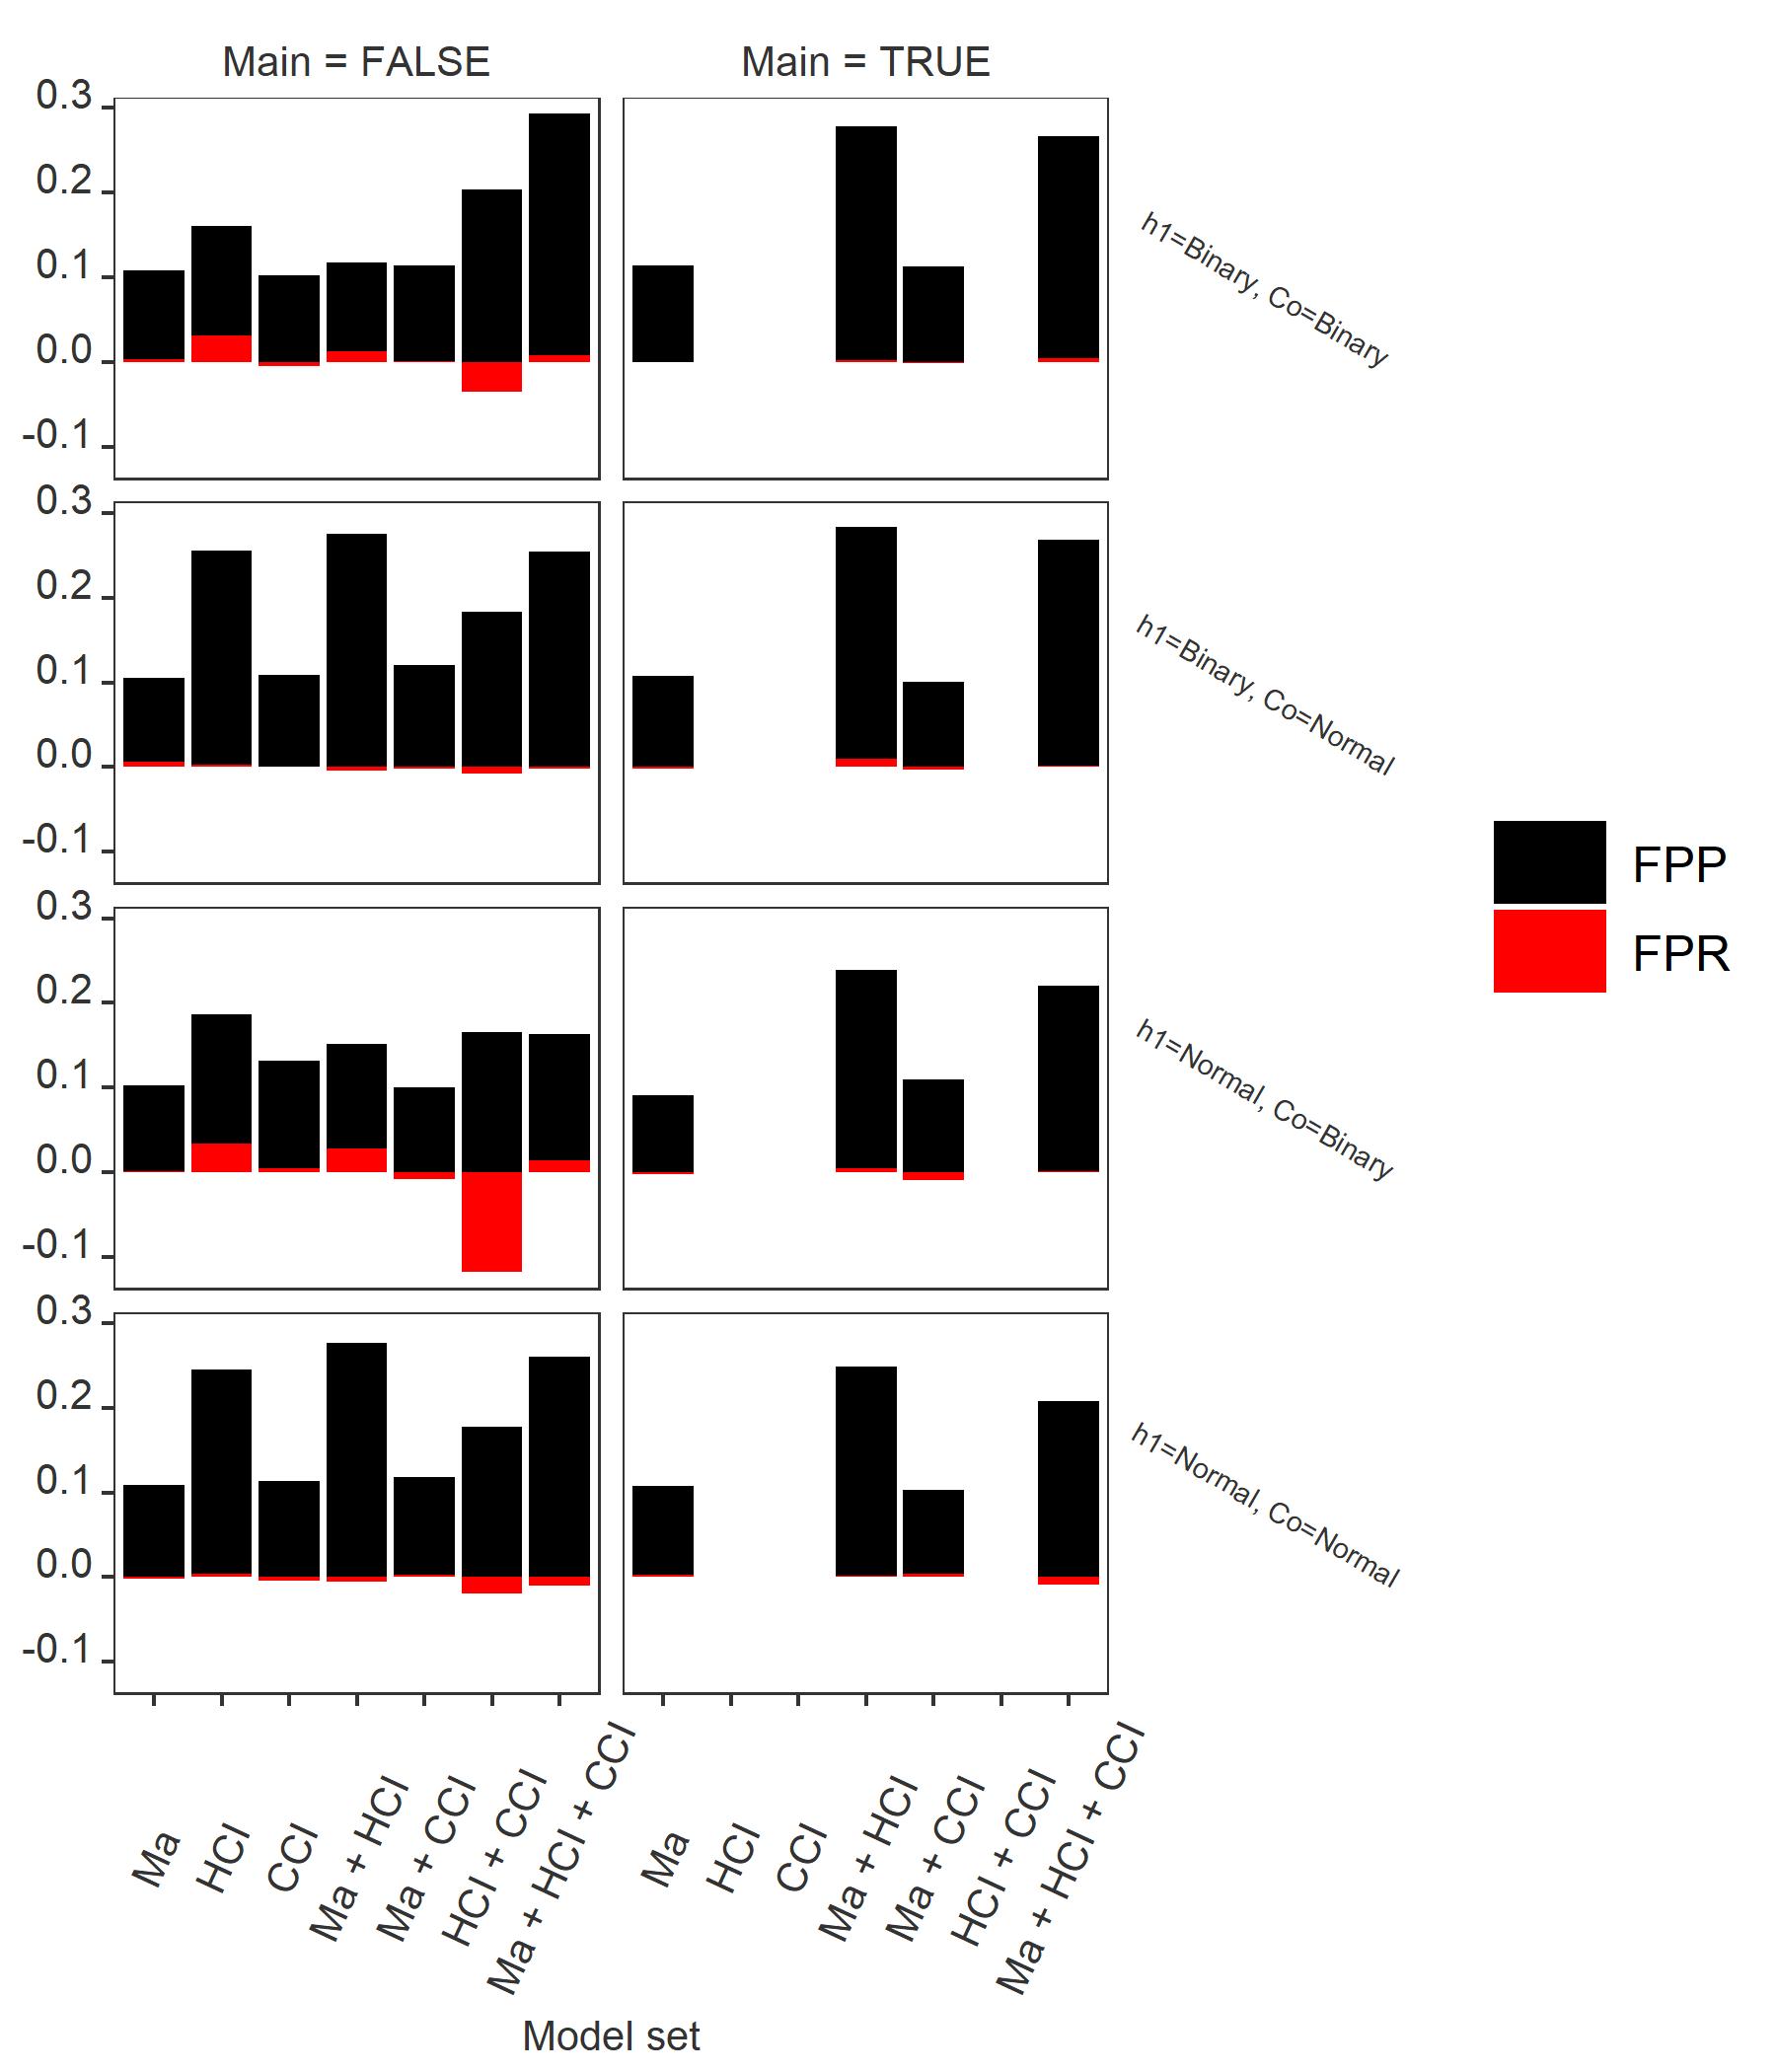 Main = FALSE
Main = TRUE
0.3
0.2
0.1
0.0
-0.1
h1=Binary, Co=Binary
0.3
0.2
0.1
0.0
-0.1
h1=Binary, Co=Normal
0.3
0.2
0.1
0.0
-0.1
h1=Normal, Co=Binary
0.3
0.2
0.1
0.0
-0.1
h1=Normal, Co=Normal
FPP
FPR
Ma
HCI
CCI
Ma + HCI
Ma + CCI
HCI + CCI
Ma + HCI + CCI
Ma
HCI
CCI
Ma + HCI
Ma + CCI
HCI + CCI
Ma + HCI + CCI
Model set